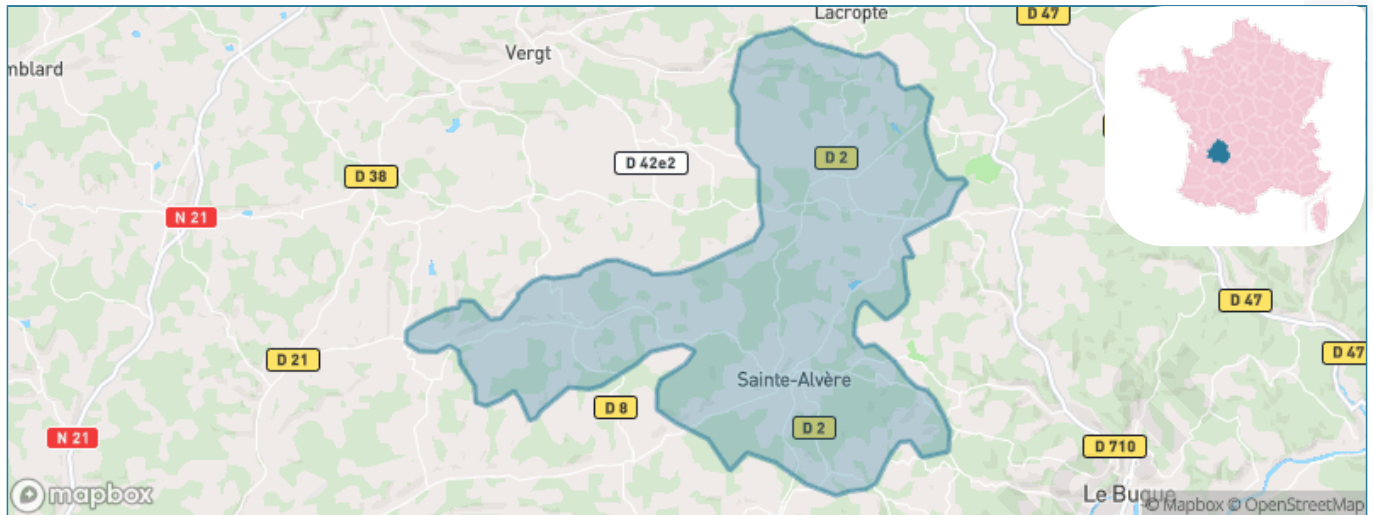 Lacropte
D 47
Vergt
mblard
D 42e2
D 2
D 38
N 21
D 47
D 21
D 47
Sainte-Alvère
D 8
D 2
N 21
D 710
Le Bugue
mapbox
© Mapbox © OpenStreetMap